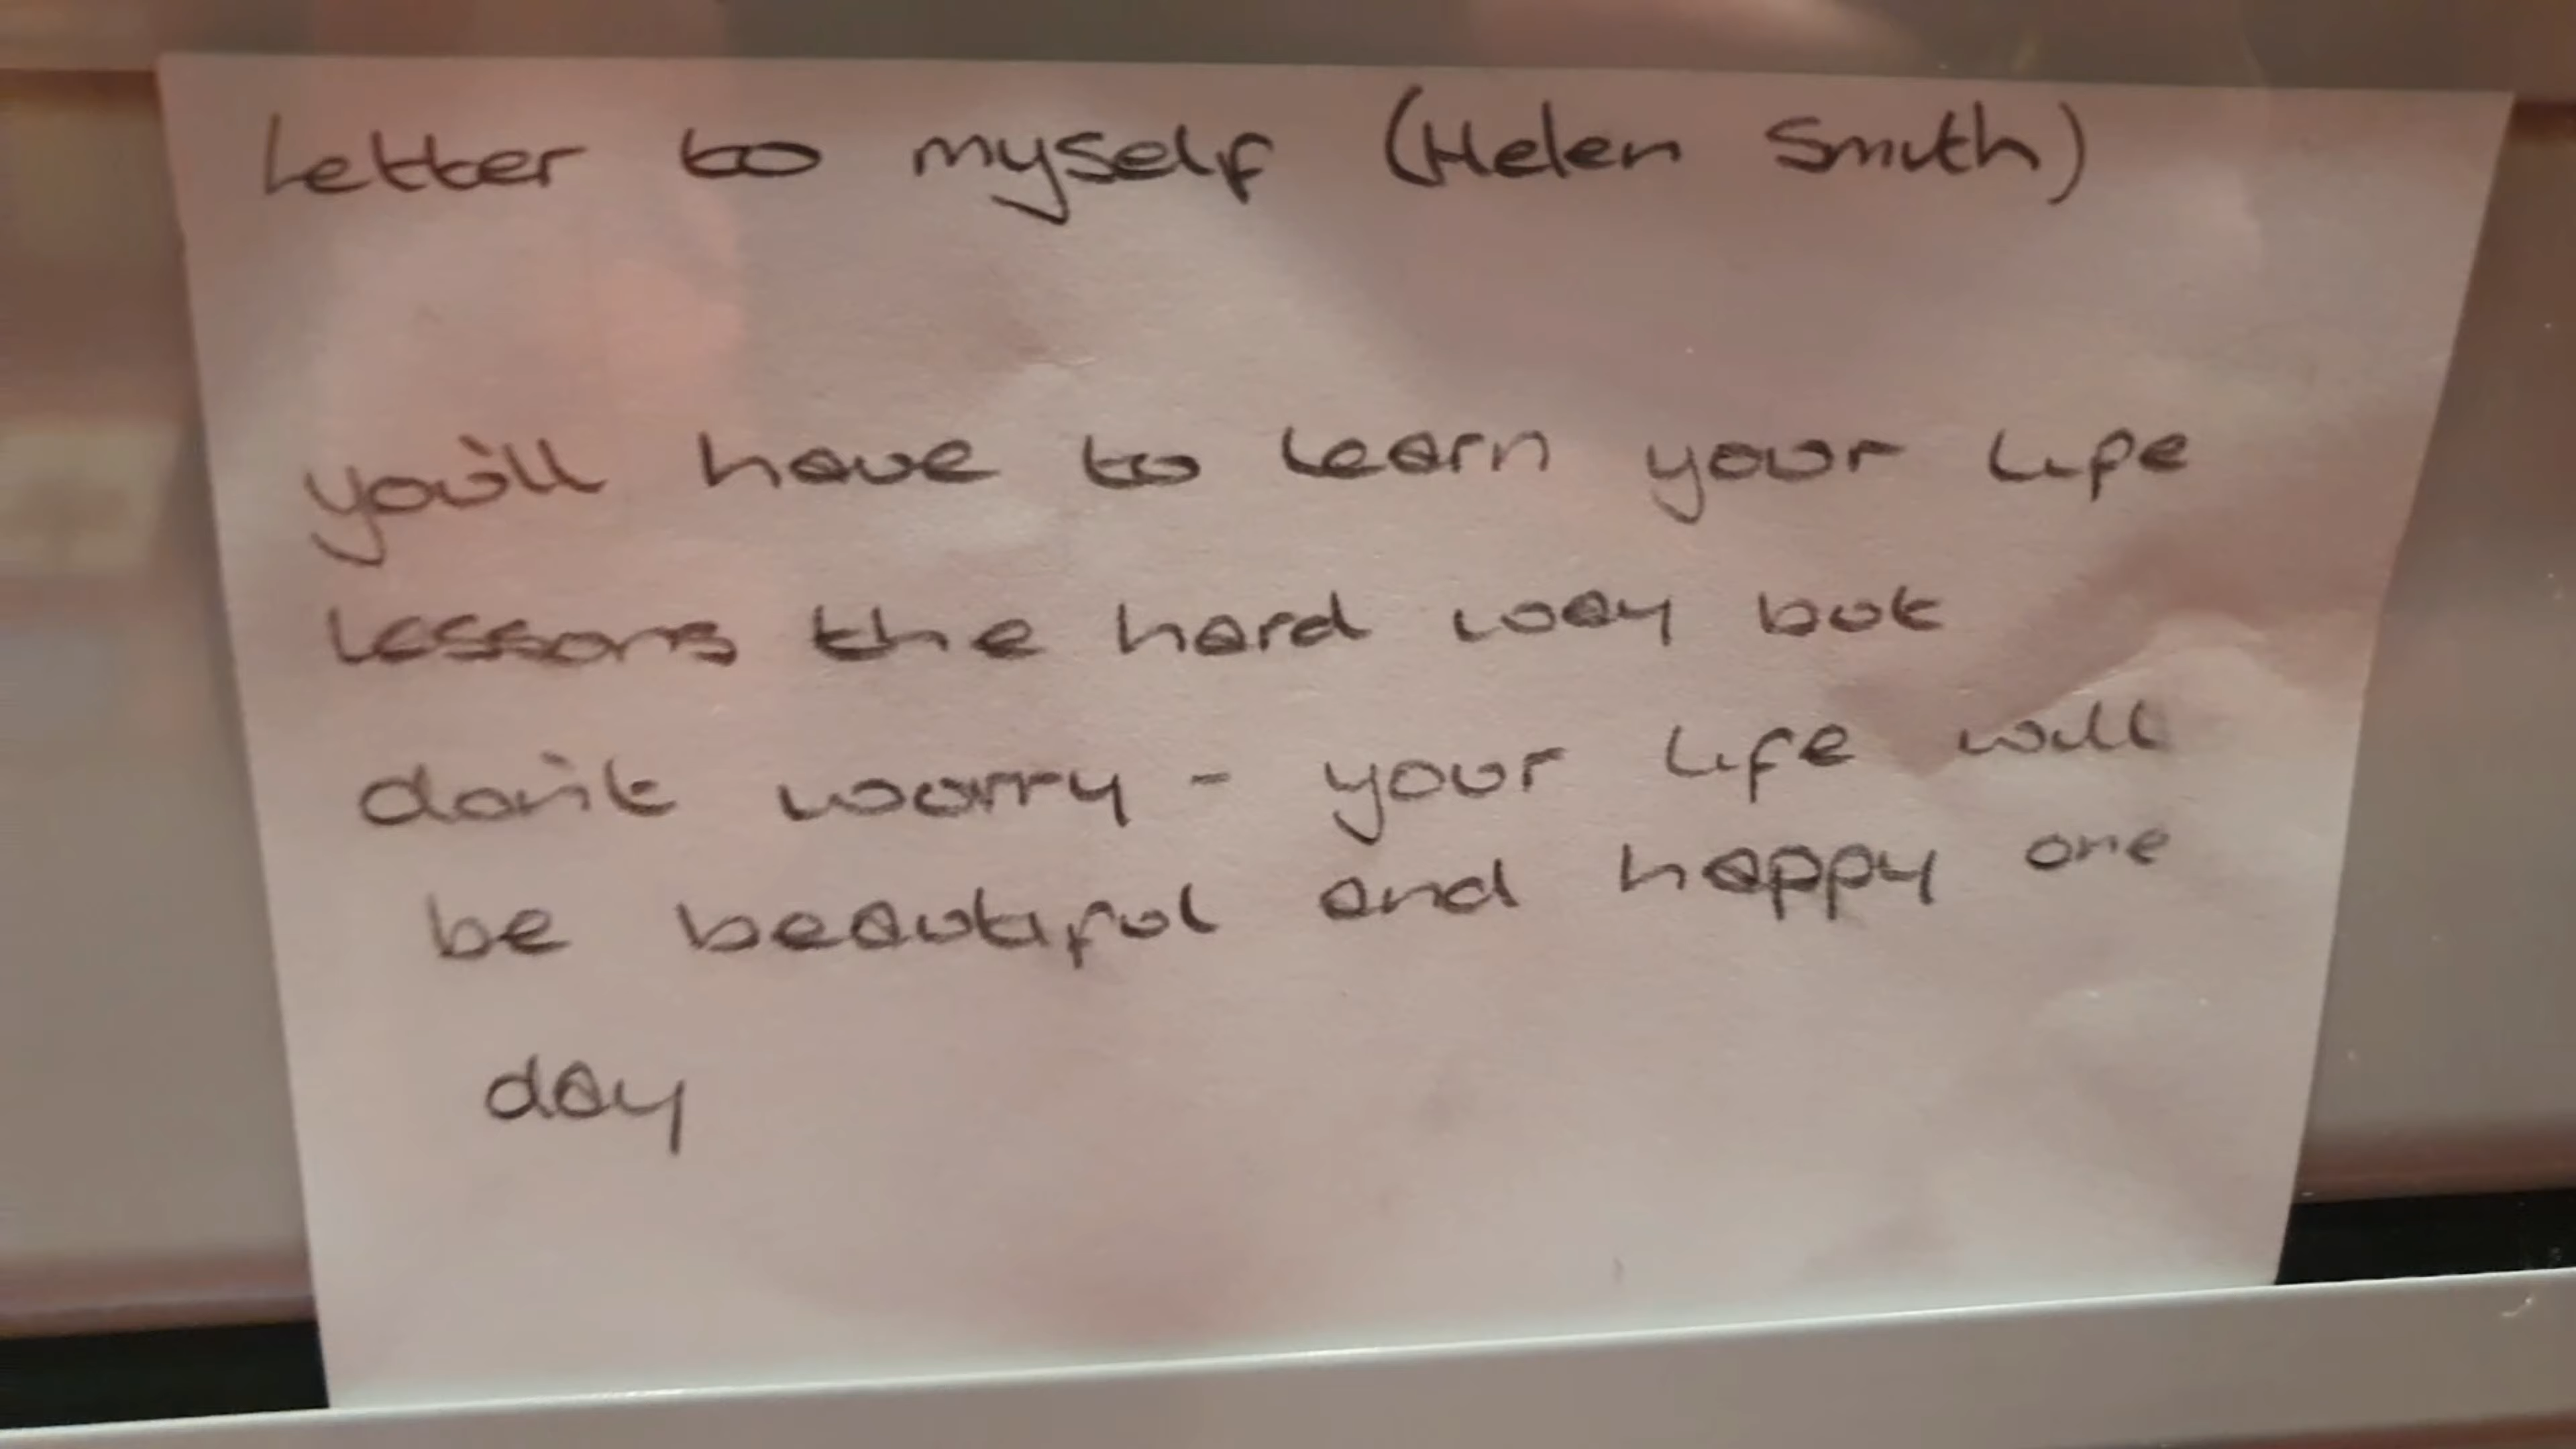 Letter to myself (Helen Smith)
you'll have to learn your life
lessons the hard way but
don't worry - your life will
be beautiful and happy one
day